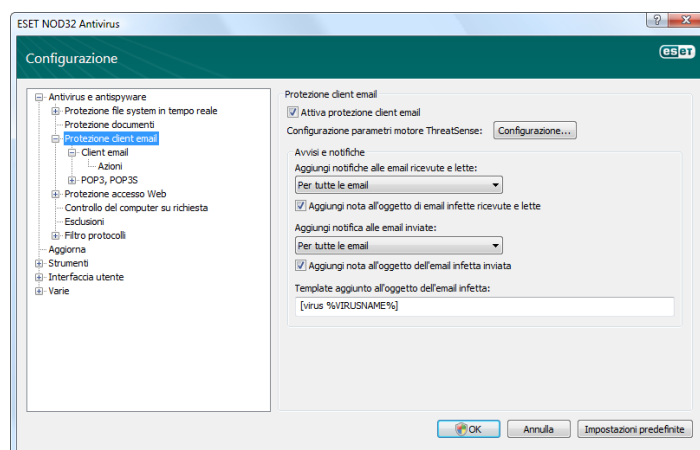 ESET NOD32 Antivirus
Configurazione
eset
Antivirus e antispyware
Protezione file system in tempo reale
Protezione documenti
Protezione client email
Client email
Azioni
POP3, POP3S
Protezione accesso Web
Controllo del computer su richiesta
Esclusioni
Filtro protocolli
Aggiorna
Strumenti
Interfaccia utente
Varie
Protezione client email
Attiva protezione client email
Configurazione parametri motore ThreatSense: Configurazione...
Avvisi e notifiche
Aggiungi notifiche alle email ricevute e lette:
Per tutte le email
Aggiungi nota all'oggetto di email infette ricevute e lette
Aggiungi notifica alle email inviate:
Per tutte le email
Aggiungi nota all'oggetto dell'email infetta inviata
Template aggiunto all'oggetto dell'email infetta:
[virus %VIRUSNAME%]
OK Annulla Impostazioni predefinite